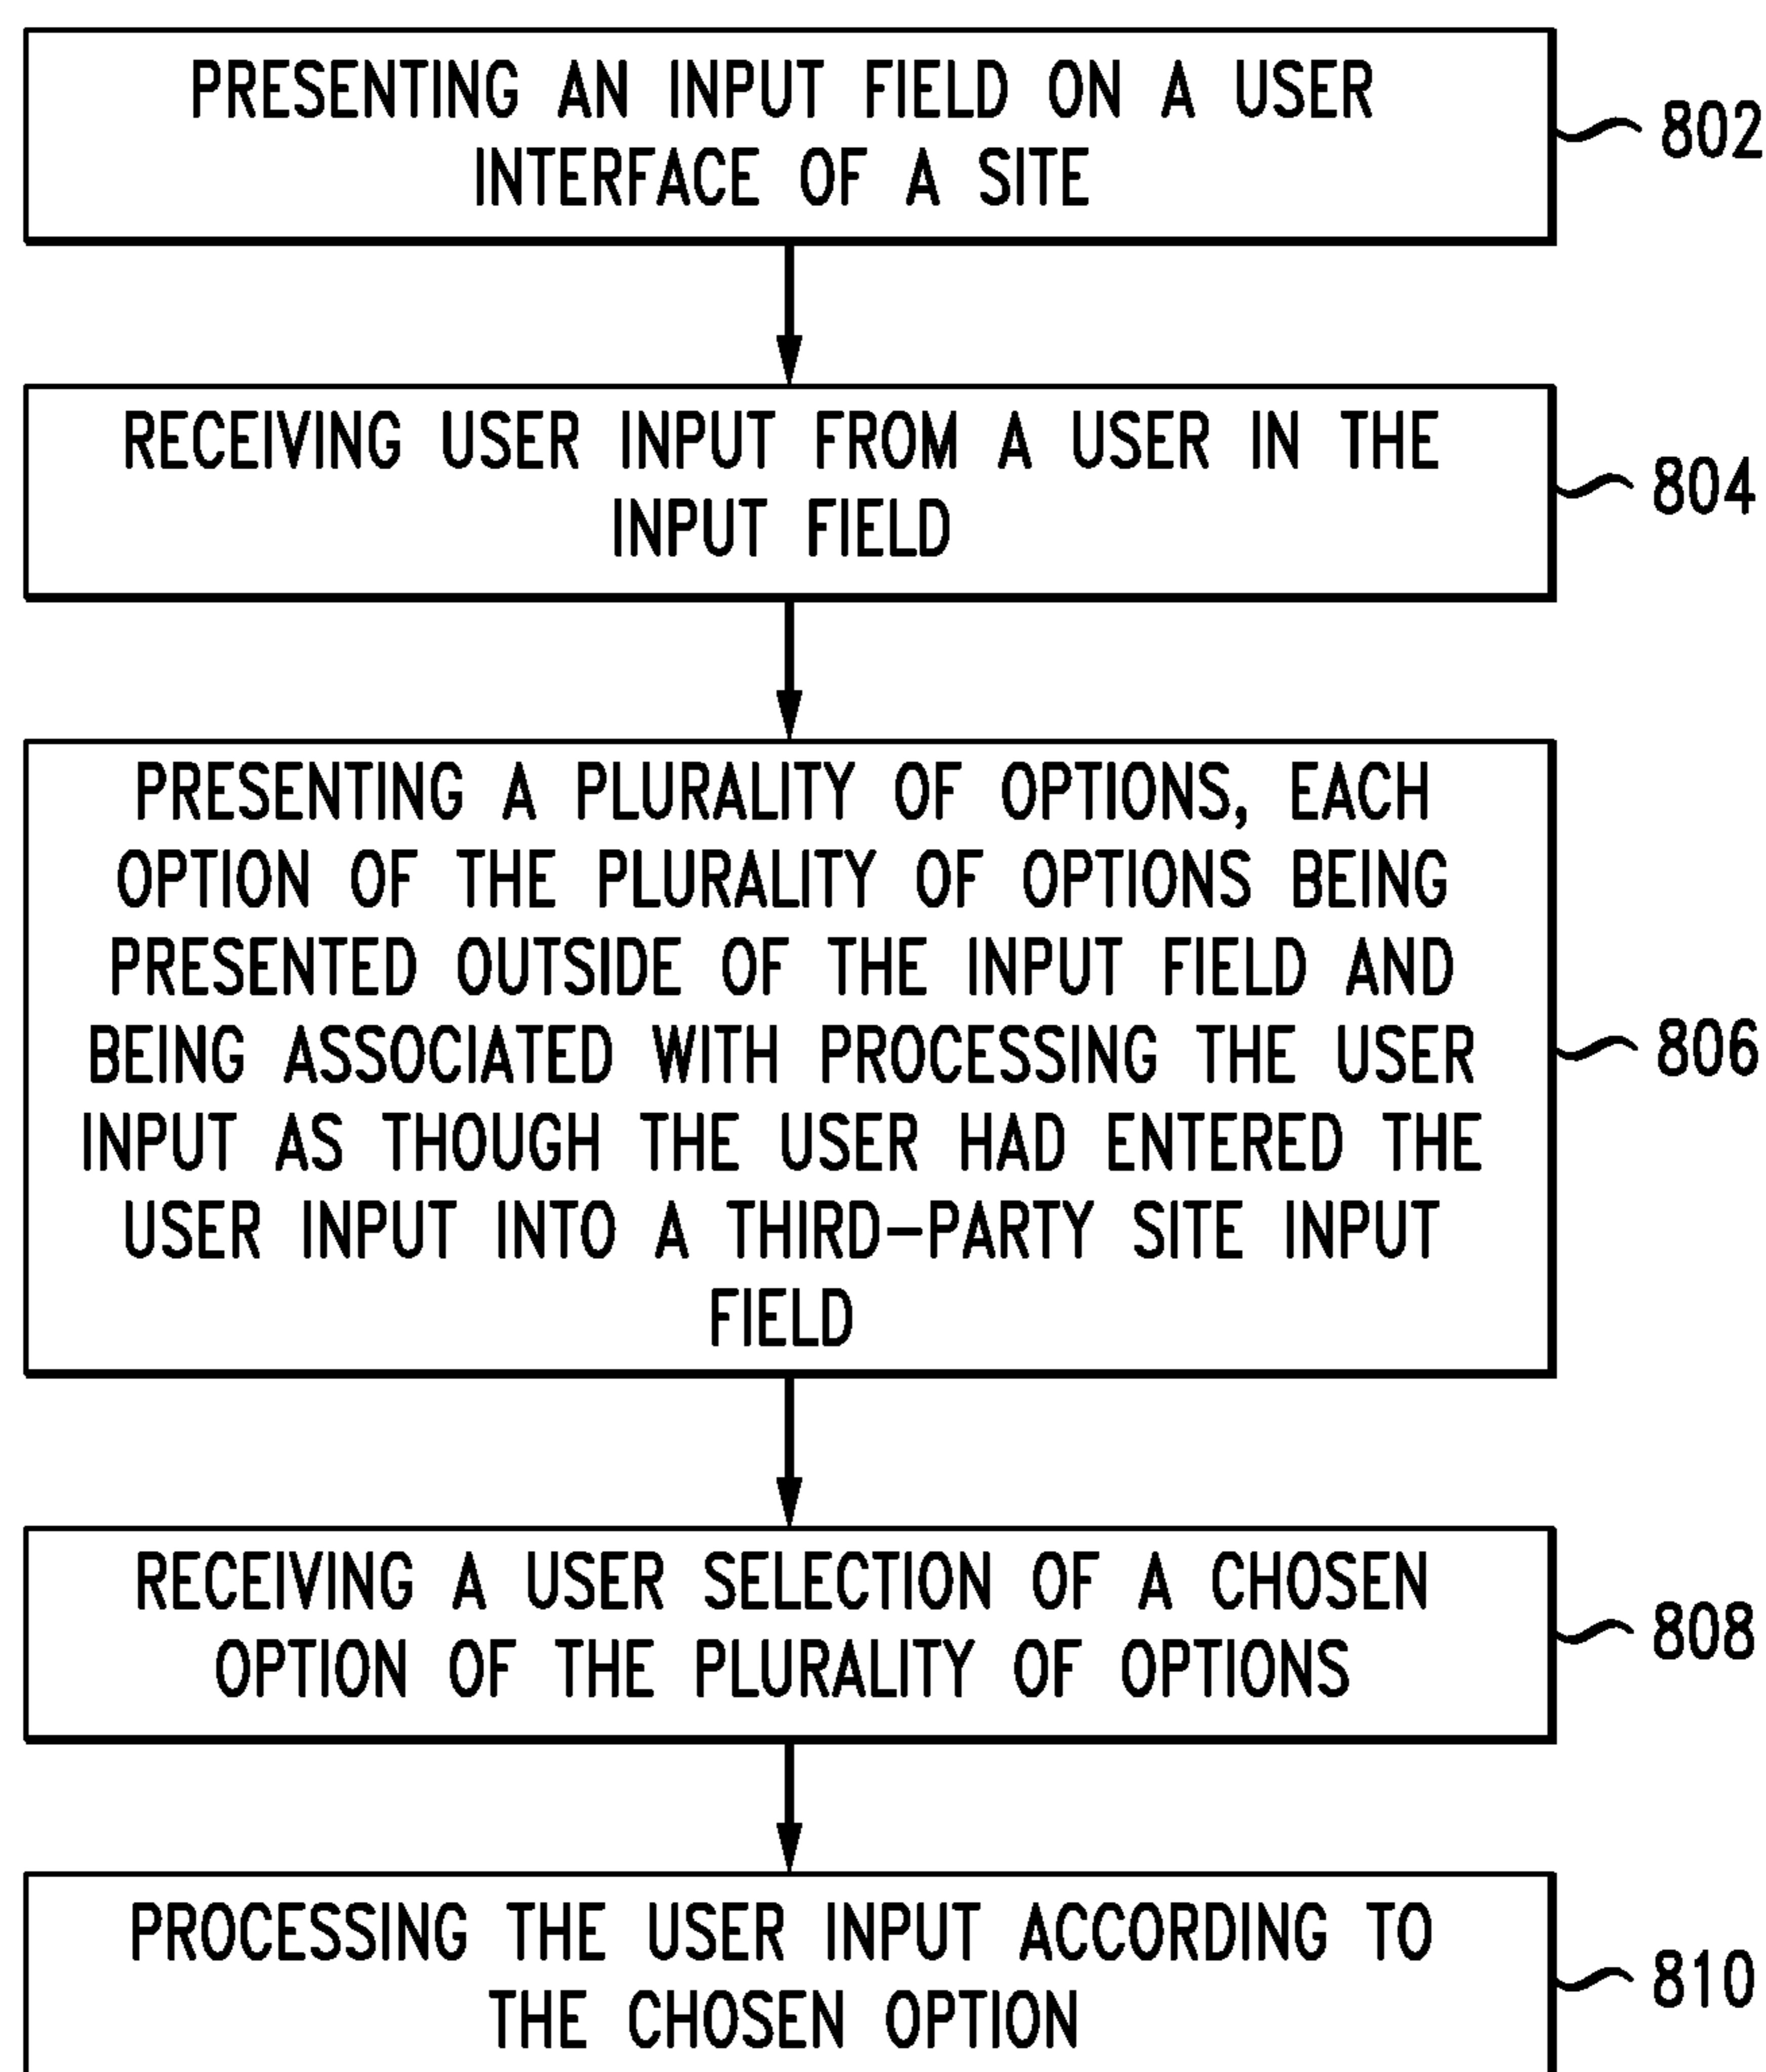 PRESENTING AN INPUT FIELD ON A USER
INTERFACE OF A SITE
802
RECEIVING USER INPUT FROM A USER IN THE
INPUT FIELD
804
PRESENTING A PLURALITY OF OPTIONS, EACH
OPTION OF THE PLURALITY OF OPTIONS BEING
PRESENTED OUTSIDE OF THE INPUT FIELD AND
BEING ASSOCIATED WITH PROCESSING THE USER
INPUT AS THOUGH THE USER HAD ENTERED THE
USER INPUT INTO A THIRD-PARTY SITE INPUT
FIELD
806
RECEIVING A USER SELECTION OF A CHOSEN
OPTION OF THE PLURALITY OF OPTIONS
808
PROCESSING THE USER INPUT ACCORDING TO
THE CHOSEN OPTION
810